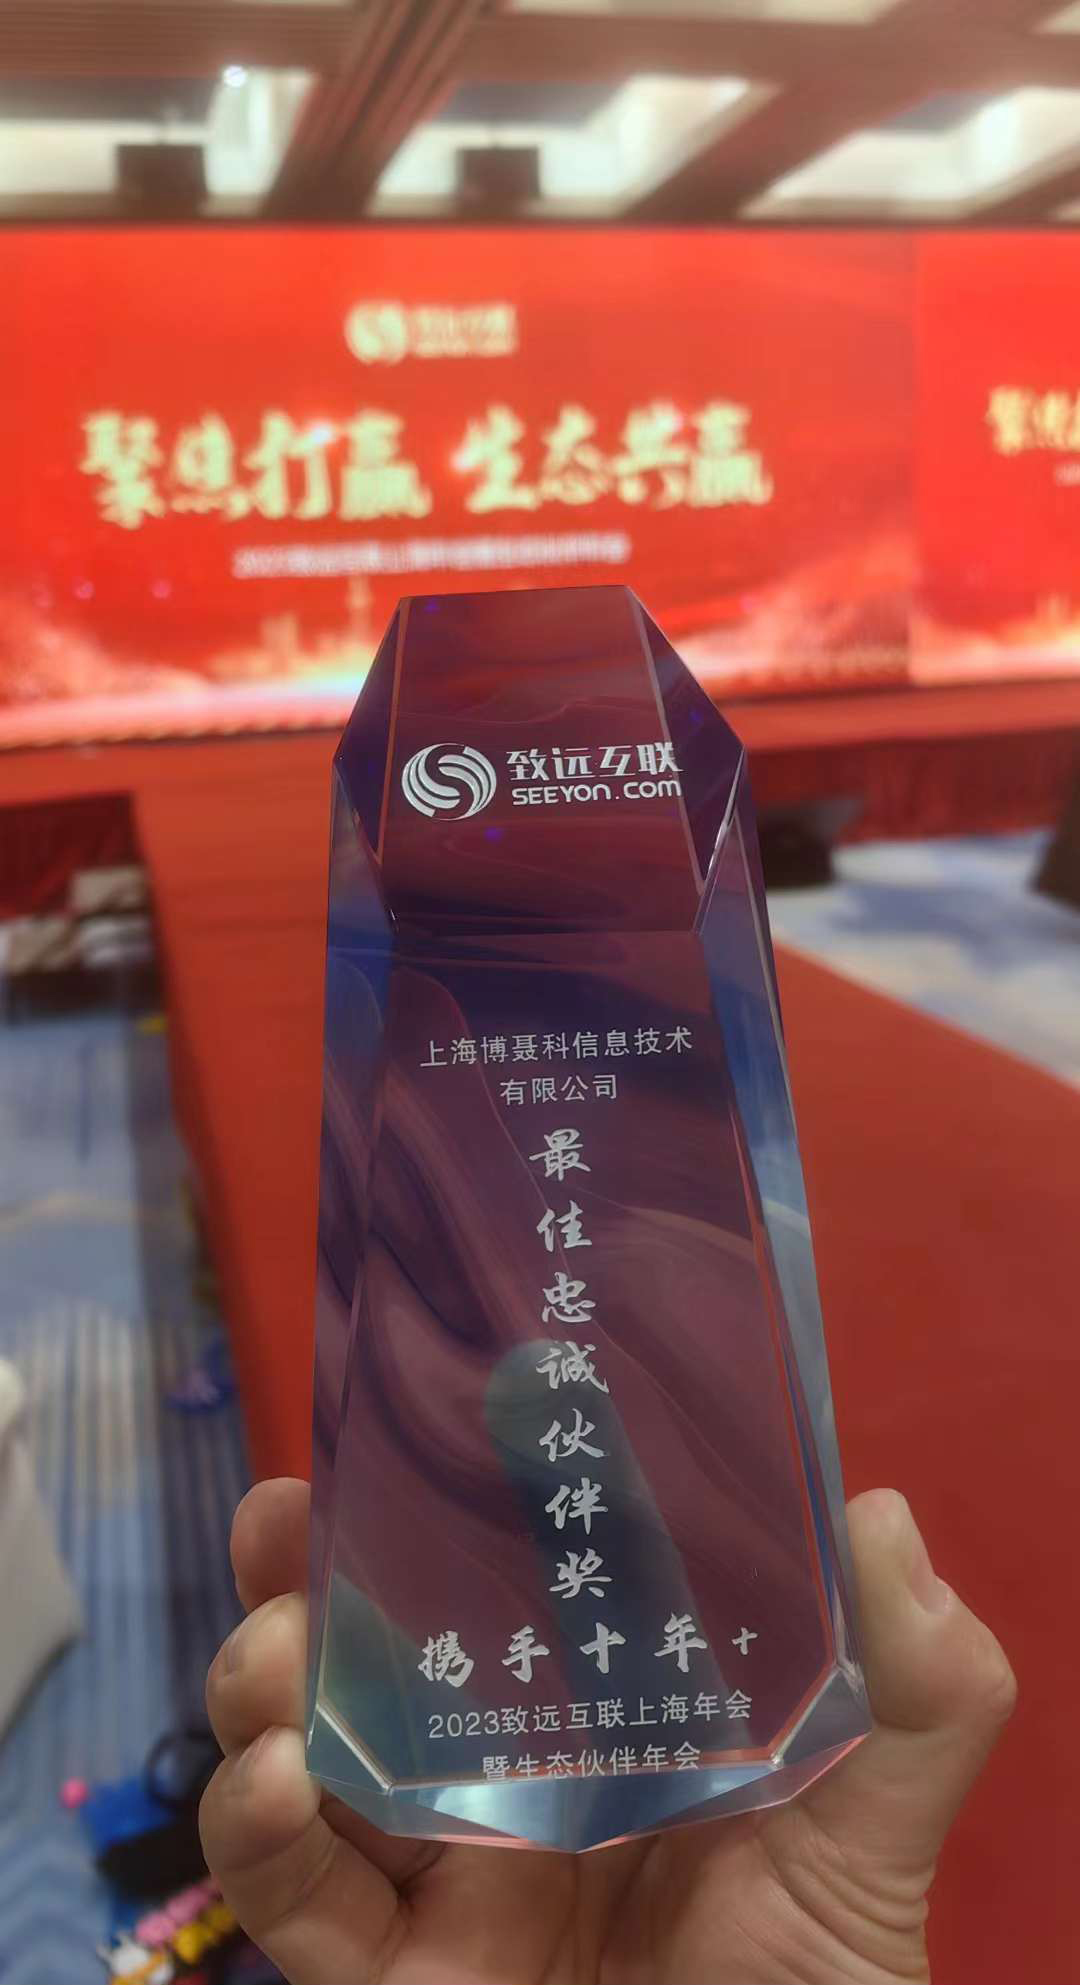 聚焦打赢 生态共赢
聚焦
致远互联
SEEYON.COM
上海博聂科信息技术
有限公司
最佳忠诚伙伴奖
携手十年+
2023致远互联上海年会
暨生态伙伴年会